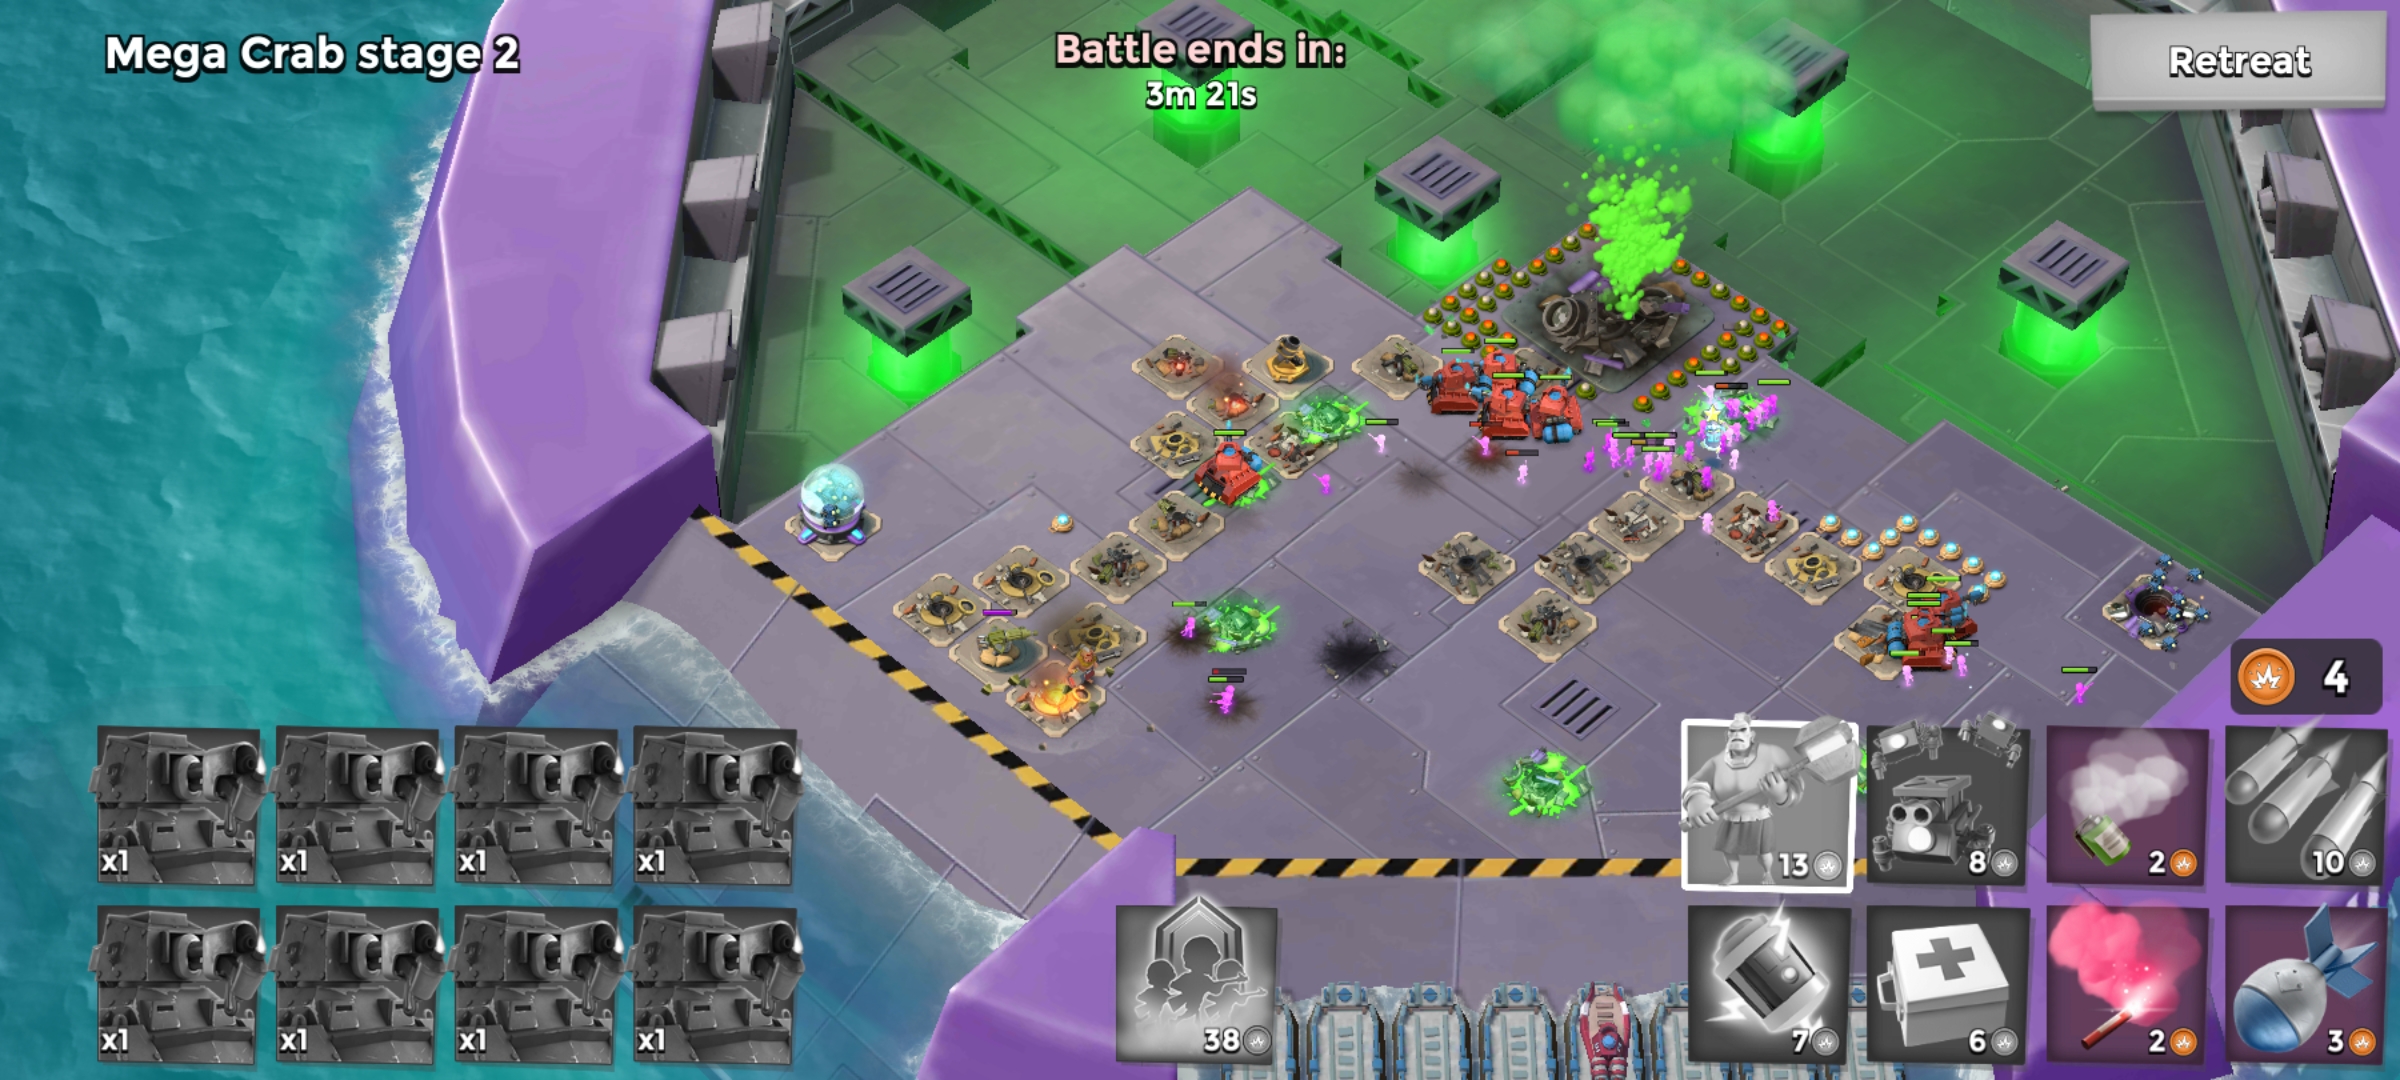 Mega Crab stage 2
Battle ends in:
3m 21s
Retreat
4
x1
x1
x1
x1
13
8
2
10
x1
x1
x1
x1
38
7
6
2
3